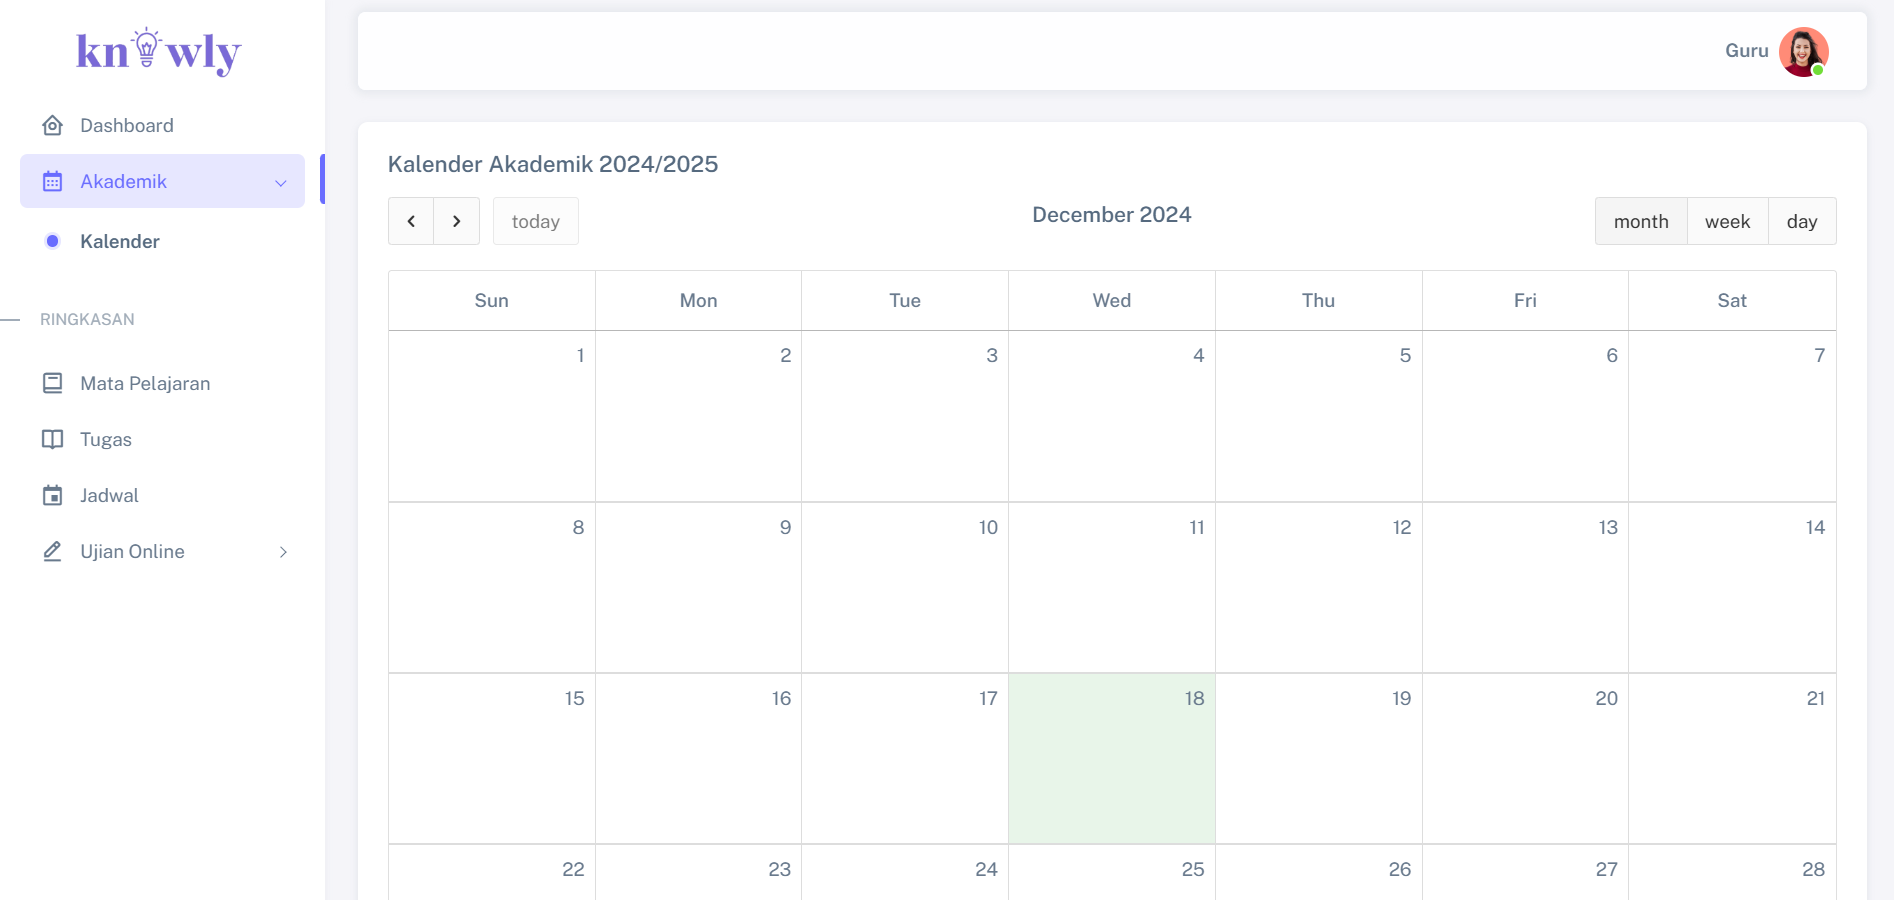 knowly
Guru
Dashboard
Akademik
Kalender
RINGKASAN
Mata Pelajaran
Tugas
Jadwal
Ujian Online
Kalender Akademik 2024/2025
today
December 2024
month week day
Sun Mon Tue Wed Thu Fri Sat
1 2 3 4 5 6 7
8 9 10 11 12 13 14
15 16 17 18 19 20 21
22 23 24 25 26 27 28